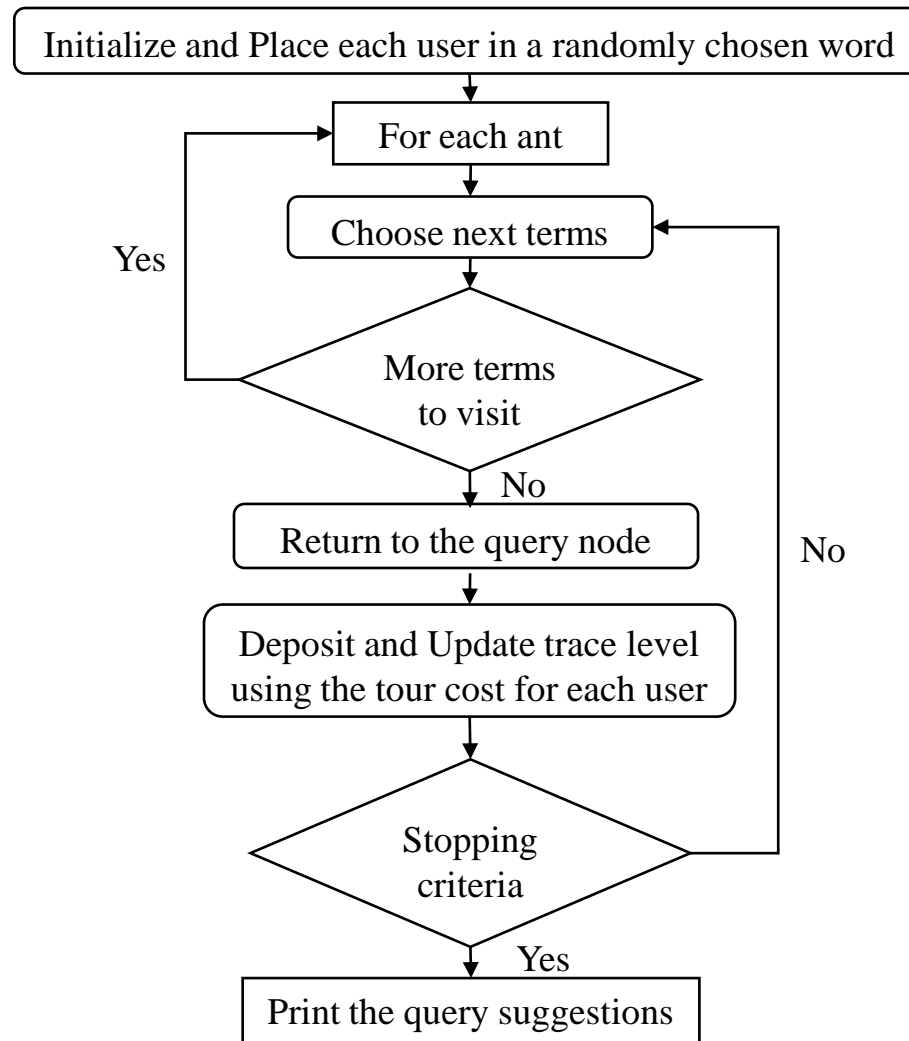 Initialize and Place each user in a randomly chosen word
For each ant
Choose next terms
Yes
More terms
to visit
No
Return to the query node
No
Deposit and Update trace level
using the tour cost for each user
Stopping
criteria
Yes
Print the query suggestions